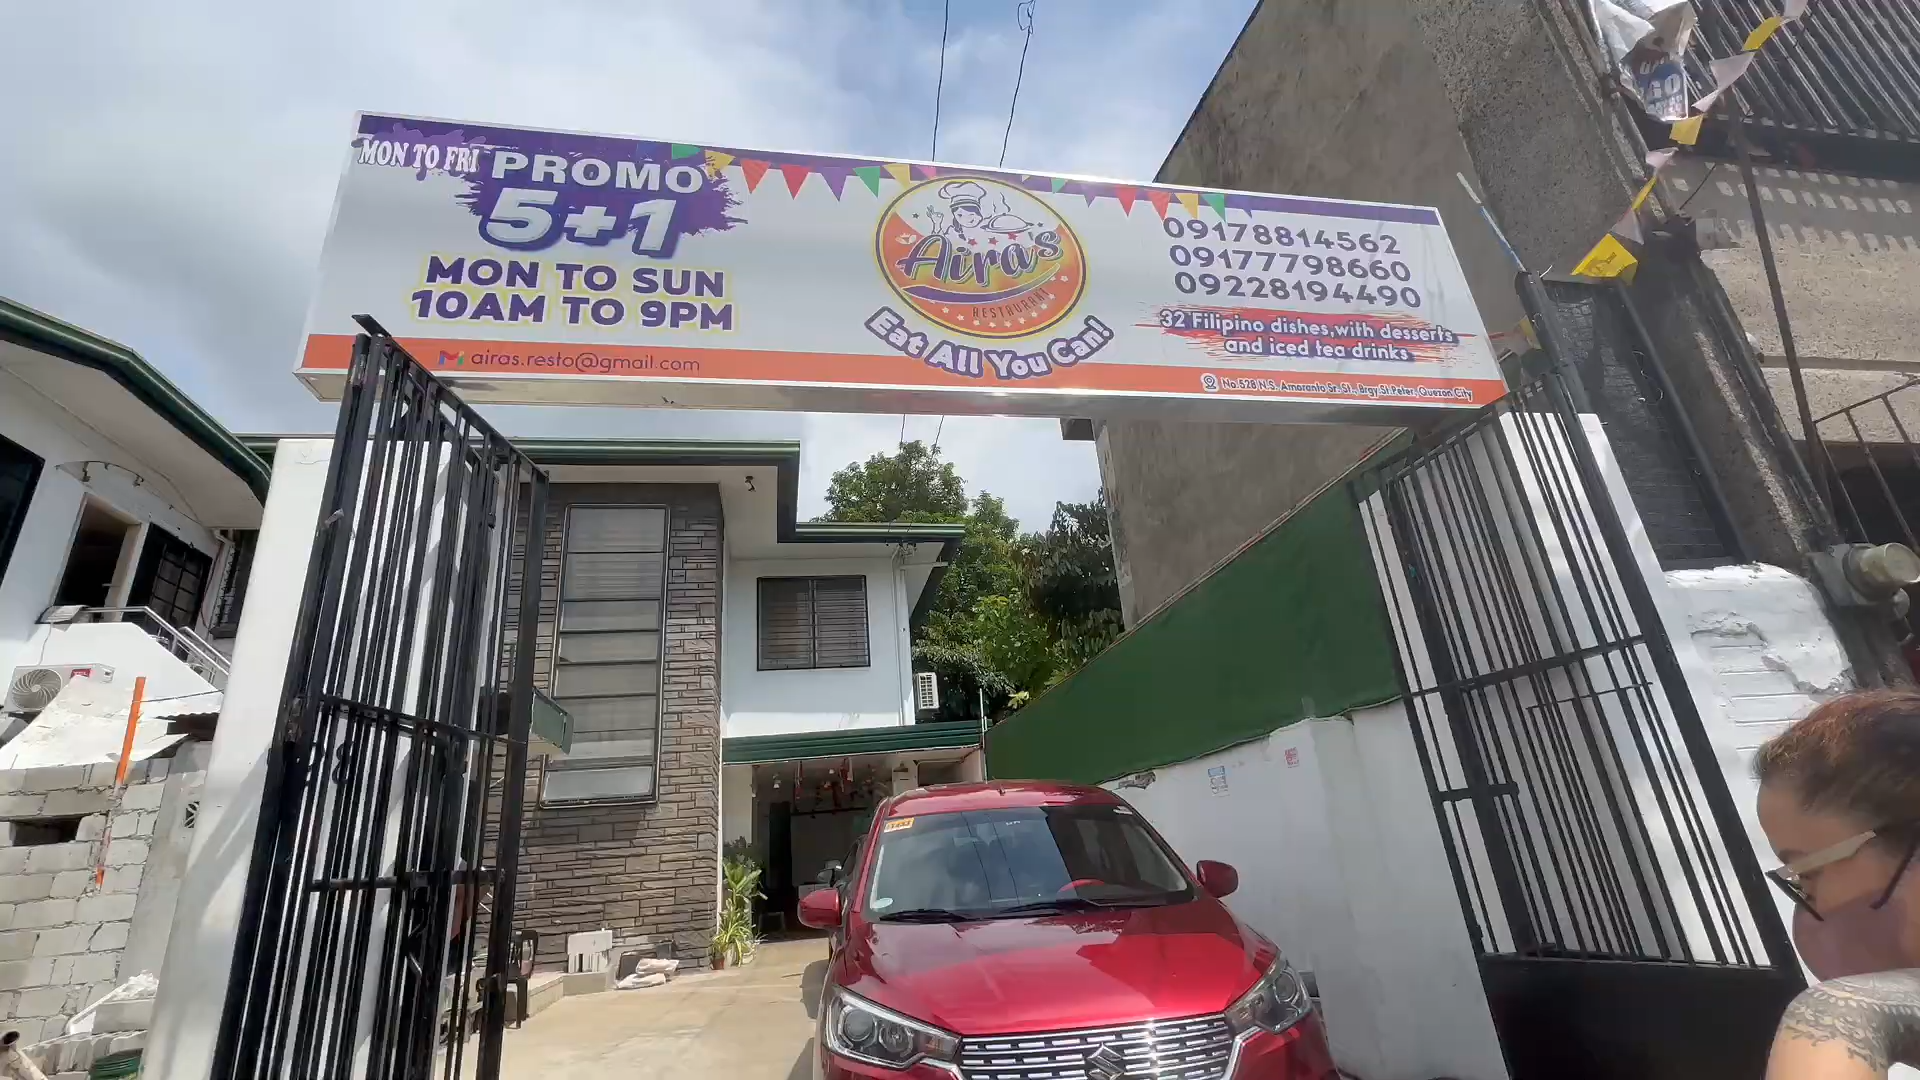 MON TO FRI PROMO
5+1
MON TO SUN
10AM TO 9PM
airas.resto@gmail.com
Aira's
RESTAURANT
Eat All You Can!
09178814562
09177798660
09228194490
32 Filipino dishes,with desserts
and iced tea drinks
No.528 N.S. Amoranto Sr. St., Brgy.St.Peter, Quezon City